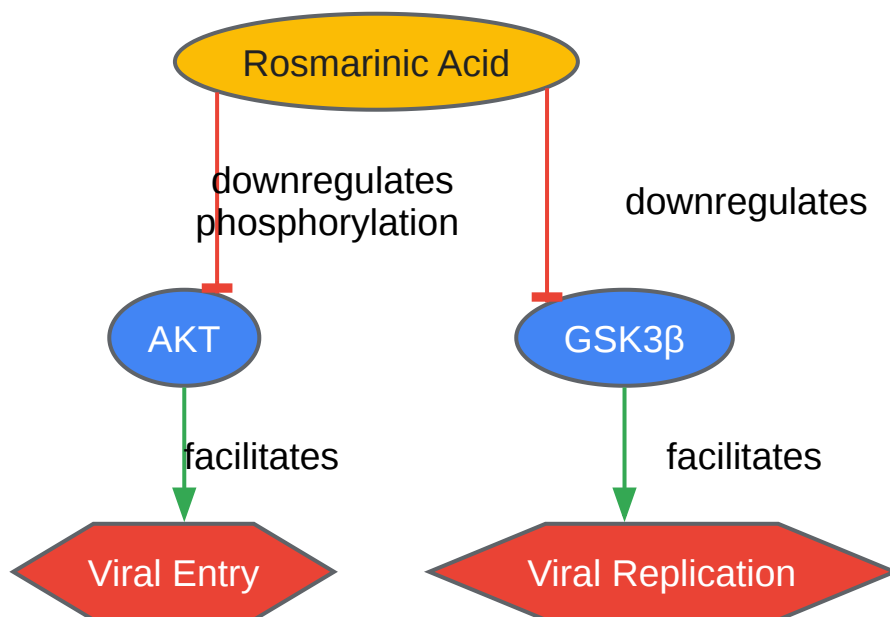 Rosmarinic Acid
downregulates
phosphorylation
downregulates
AKT
GSK3β
facilitates
facilitates
Viral Entry
Viral Replication